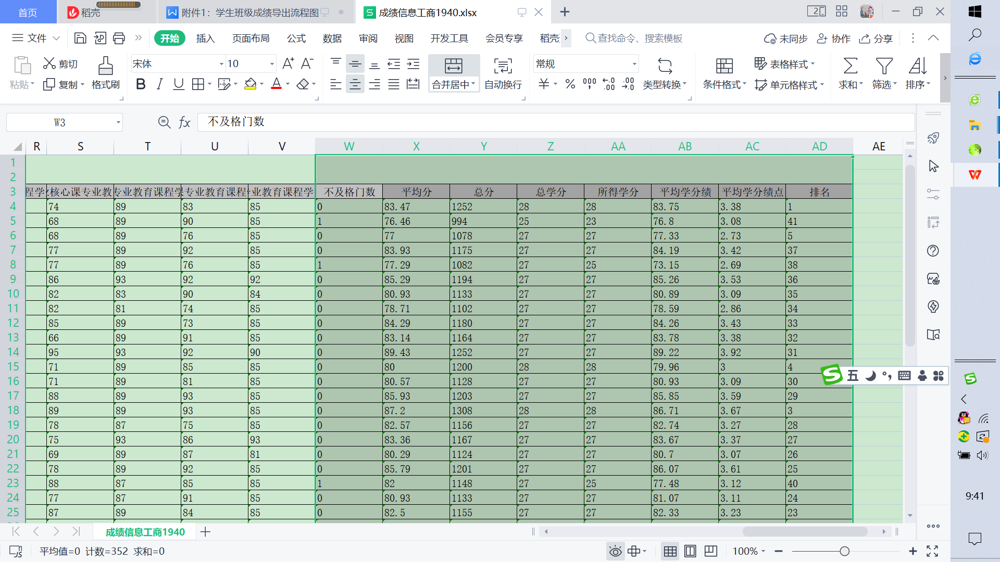 首页 稻壳 附件1：学生班级成绩导出流程图 成绩信息工商1940.xlsx
文件 开始 插入 页面布局 公式 数据 审阅 视图 开发工具 会员专享 稻壳 查找命令、搜索模板 未同步 协作 分享
粘贴 剪切 复制 格式刷 宋体 10 合并居中 自动换行 常规 类型转换 条件格式 表格样式 单元格样式 求和 筛选 排序
W3 fx 不及格门数
R S T U V W X Y Z AA AB AC AD AE
1
2
3 程学 核心课专业教 专业教育课程学 专业教育课程 业教育课程学 不及格门数 平均分 总分 总学分 所得学分 平均学分绩 平均学分绩点 排名
4 74 89 83 85 0 83.47 1252 28 28 83.75 3.38 1
5 68 89 90 85 1 76.46 994 25 23 76.8 3.08 41
6 68 89 76 85 0 77 1078 27 27 77.33 2.73 5
7 77 89 92 85 0 83.93 1175 27 27 84.19 3.42 37
8 77 89 76 85 1 77.29 1082 27 25 73.15 2.69 38
9 86 93 92 92 0 85.29 1194 27 27 85.26 3.53 36
10 82 83 90 84 0 80.93 1133 27 27 80.89 3.09 35
11 82 81 74 85 0 78.71 1102 27 27 78.59 2.86 34
12 85 89 73 85 0 84.29 1180 27 27 84.26 3.43 33
13 66 89 91 85 0 83.14 1164 27 27 83.78 3.38 32
14 95 93 92 90 0 89.43 1252 27 27 89.22 3.92 31
15 71 89 85 85 0 80 1200 28 28 79.96 3 4
16 71 89 81 85 0 80.57 1128 27 27 80.93 3.09 30
17 88 89 93 85 0 85.93 1203 27 27 85.85 3.59 29
18 89 89 93 85 0 87.2 1308 28 28 86.71 3.67 3
19 78 87 75 85 0 82.57 1156 27 27 82.74 3.27 28
20 75 93 86 93 0 83.36 1167 27 27 83.67 3.37 27
21 69 89 87 81 0 80.29 1124 27 27 80.7 3.07 26
22 78 89 92 85 0 85.79 1201 27 27 86.07 3.61 25
23 88 87 85 85 1 82 1148 27 25 77.48 3.12 40
24 77 87 91 85 0 80.93 1133 27 27 81.07 3.11 24
25 87 89 84 85 0 82.5 1155 27 27 82.33 3.23 23
五
9:41
成绩信息工商1940
平均值=0 计数=352 求和=0 100%